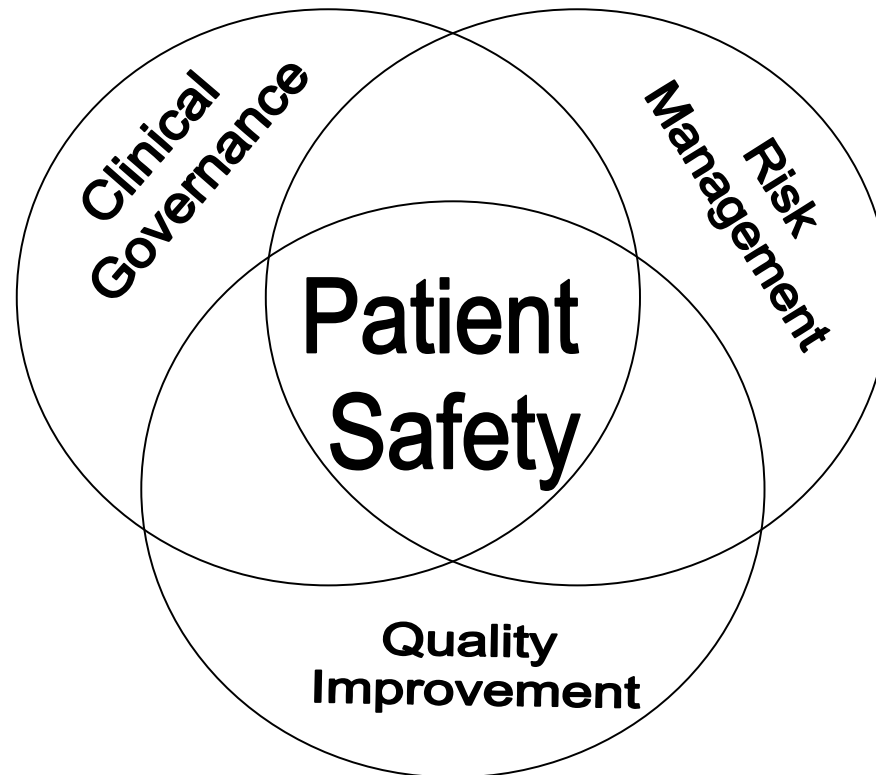 Clinical
Governance
Risk
Management
Patient
Safety
Quality
Improvement